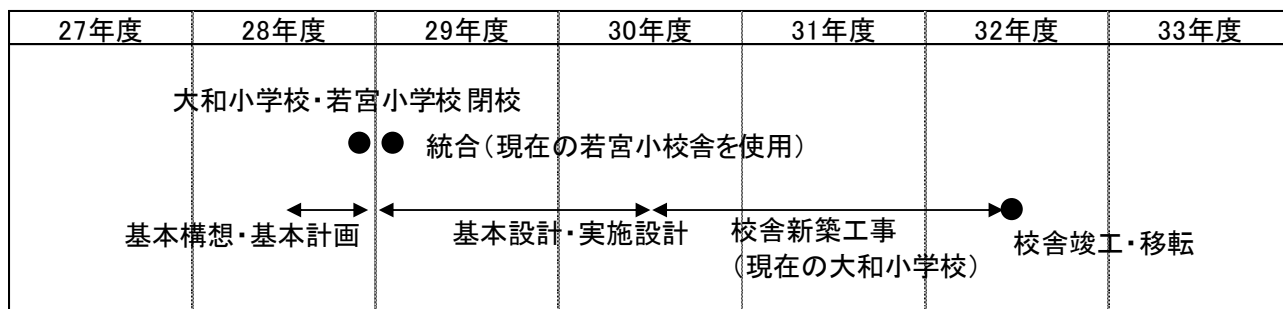 27年度 28年度 29年度 30年度 31年度 32年度 33年度
大和小学校・若宮小学校 閉校
統合(現在の若宮小校舎を使用)
基本構想・基本計画 基本設計・実施設計 校舎新築工事 校舎竣工・移転
(現在の大和小学校)